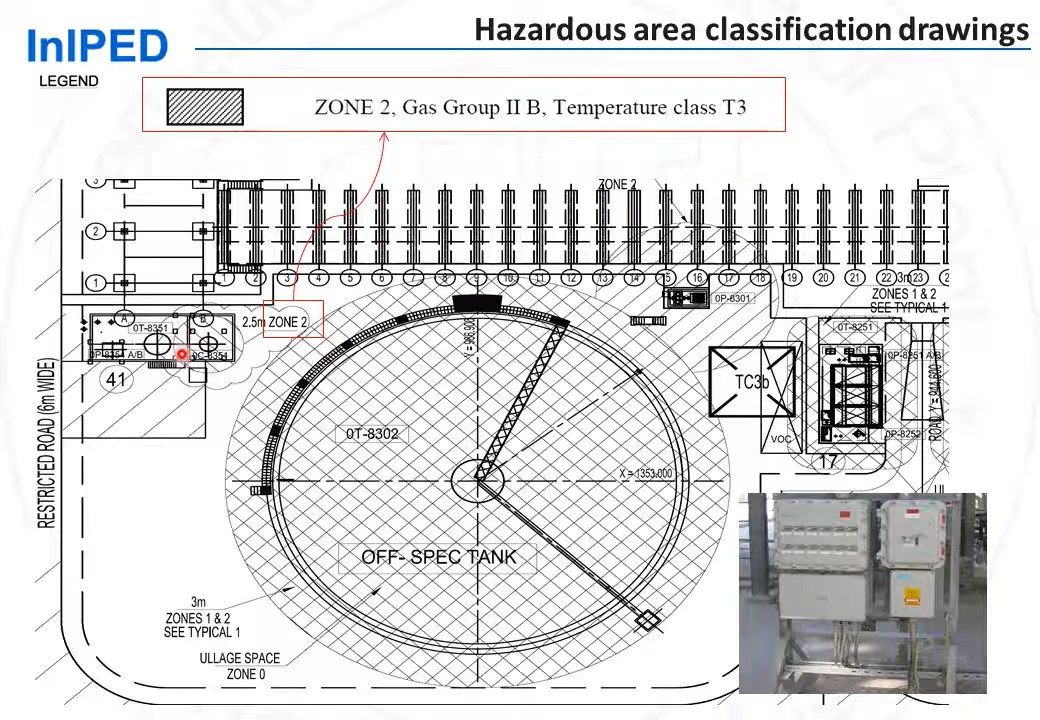 Hazardous area classification drawings
InIPED
LEGEND
ZONE 2, Gas Group II B, Temperature class T3
3
ZONE 2
2
1
1 2 3 4 5 6 7 8 9 10 11 12 13 14 15 16 17 18 19 20 21 22 23
3m
ZONES 1 & 2
SEE TYPICAL 1
0P-8301
A B
2.5m ZONE 2
0T-8351
0T-8251
A/B 0C-8351
0P-8251 A/B
41
TC3b
0T-8302
0P-8252
VOC
17
X = 1353.000
RESTRICTED ROAD (6m WIDE)
OFF- SPEC TANK
3m
ZONES 1 & 2
SEE TYPICAL 1
ULLAGE SPACE
ZONE 0